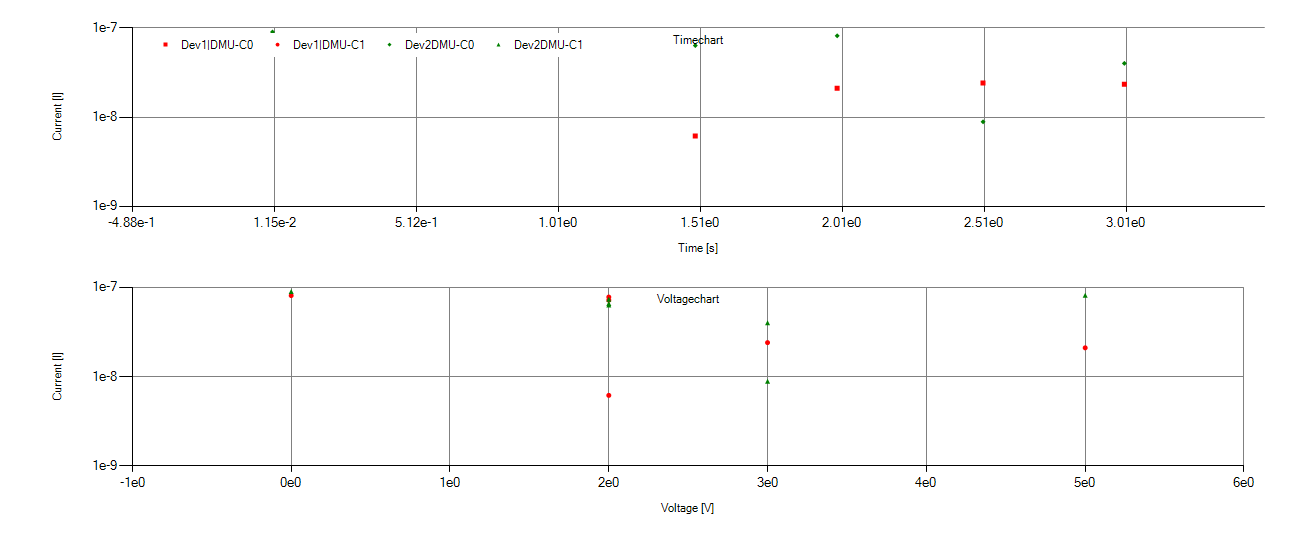 1e-7
Dev1|DMU-C0 Dev1|DMU-C1 Dev2DMU-C0 Dev2DMU-C1
Timechart
Current [I]
1e-8
1e-9
-4.88e-1 1.15e-2 5.12e-1 1.01e0 1.51e0 2.01e0 2.51e0 3.01e0
Time [s]
1e-7
Voltagechart
Current [I]
1e-8
1e-9
-1e0 0e0 1e0 2e0 3e0 4e0 5e0 6e0
Voltage [V]